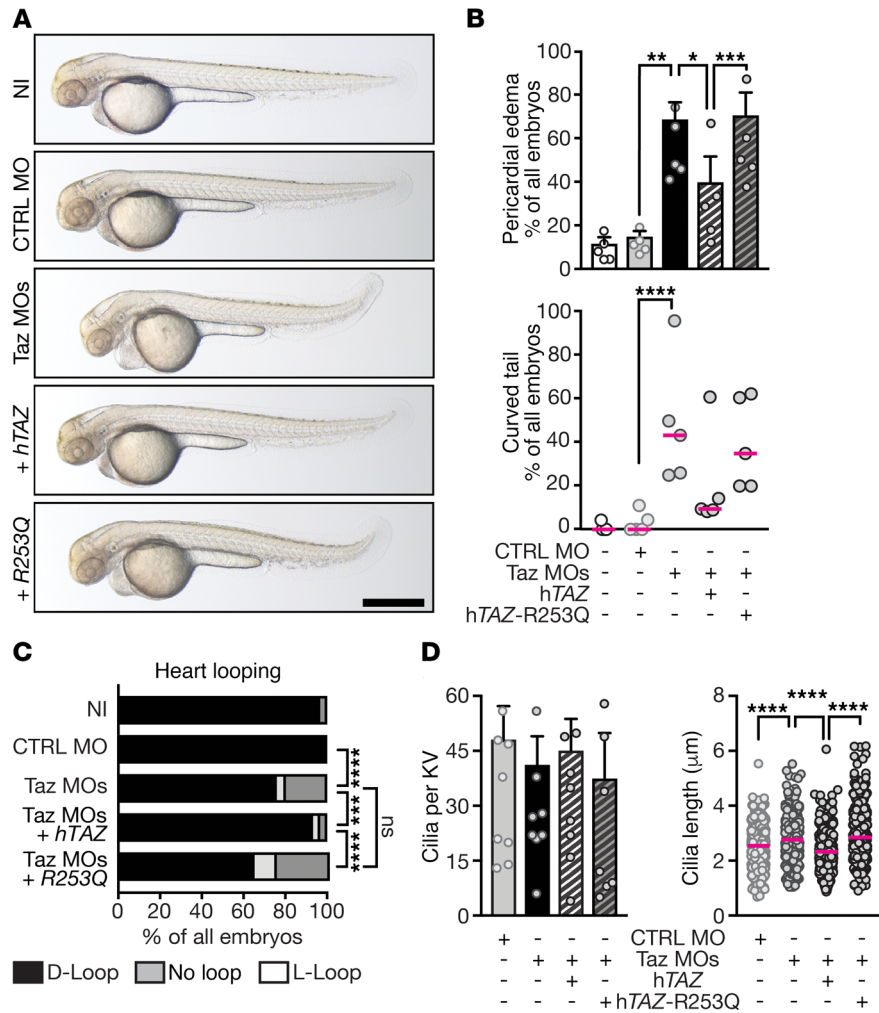 A
NI
CTRL MO
Taz MOs
+ hTAZ
+ R253Q
B
Pericardial edema
% of all embryos
100
80
60
40
20
0
** * ***
Curved tail
% of all embryos
100
80
60
40
20
0
****
CTRL MO - + - - -
Taz MOs - - + + +
hTAZ - - - + -
hTAZ-R253Q - - - - +
C
Heart looping
NI
CTRL MO
Taz MOs
Taz MOs
+ hTAZ
Taz MOs
+ R253Q
**** **** ****
ns
0 20 40 60 80 100
% of all embryos
D-Loop No loop L-Loop
D
Cilia per KV
60
45
30
15
0
Cilia length (μm)
8
6
4
2
0
**** **** ****
+ - - - CTRL MO + - - -
- + + + Taz MOs - + + +
- - + - hTAZ - - + -
- - - + hTAZ-R253Q - - - +